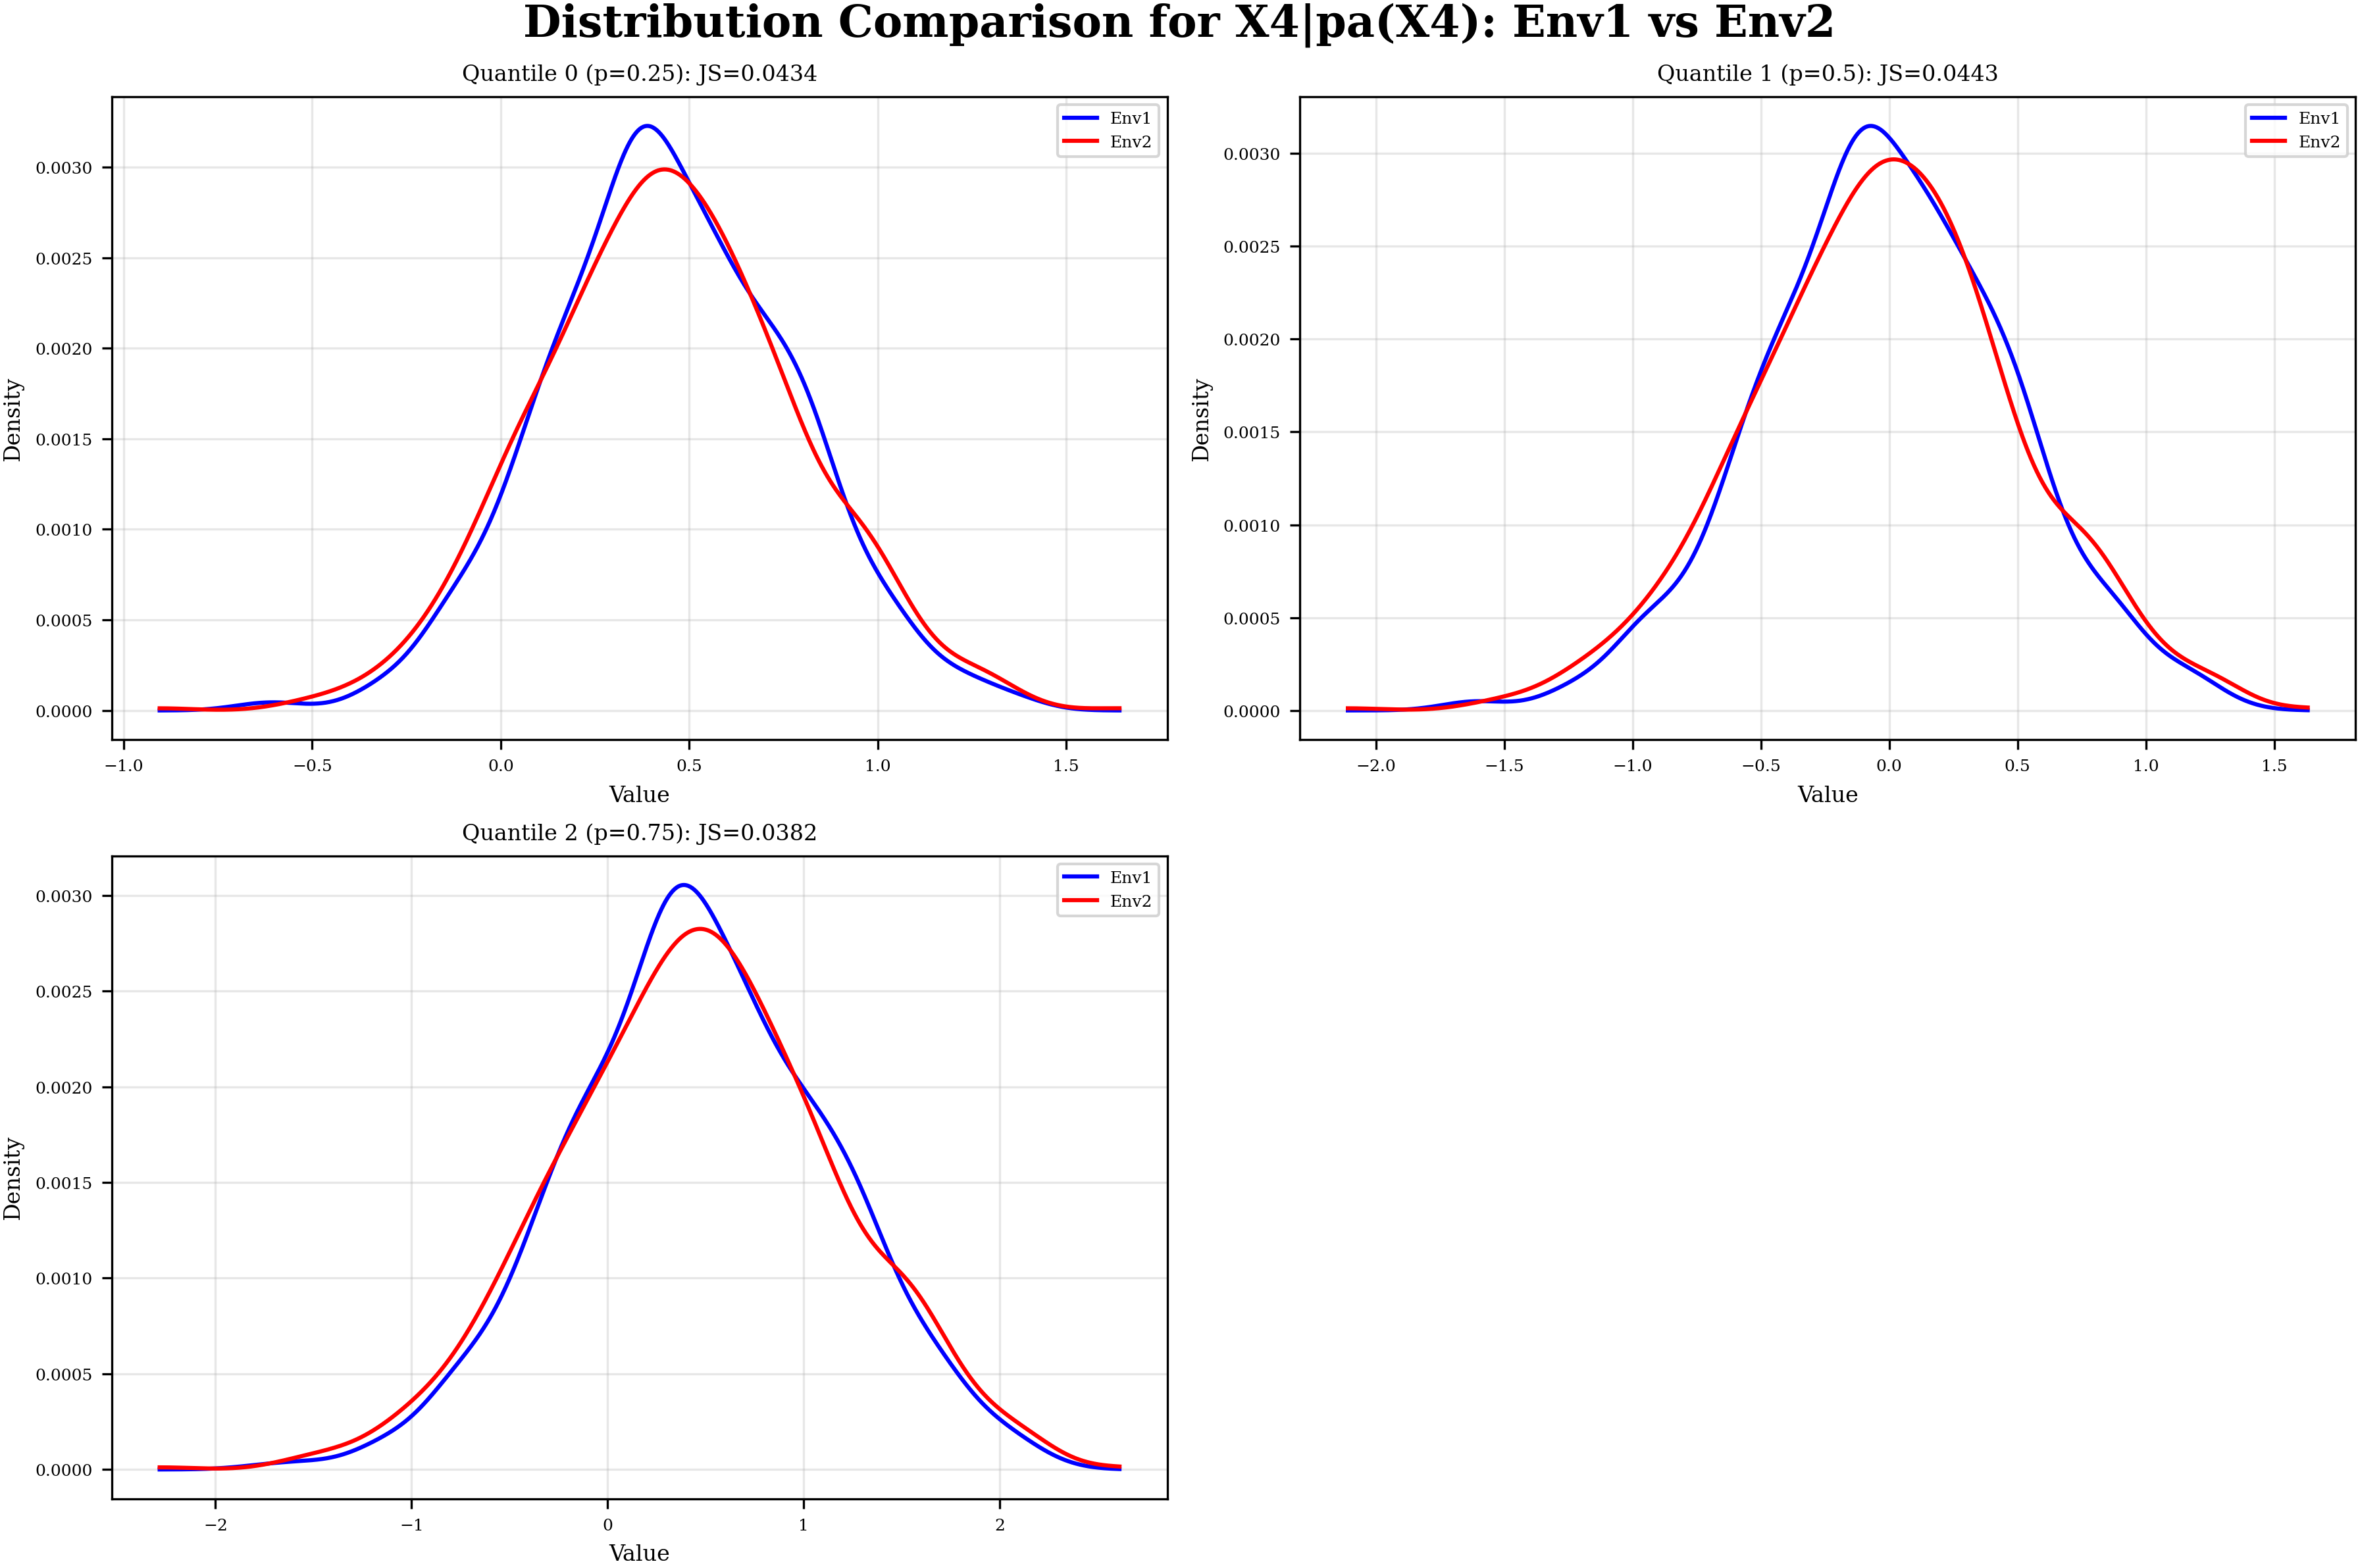 Distribution Comparison for X4|pa(X4): Env1 vs Env2
Quantile 0 (p=0.25): JS=0.0434
Env1
Env2
0.0030
0.0025
0.0020
0.0015
0.0010
0.0005
0.0000
Density
−1.0 −0.5 0.0 0.5 1.0 1.5
Value
Quantile 1 (p=0.5): JS=0.0443
Env1
Env2
0.0030
0.0025
0.0020
0.0015
0.0010
0.0005
0.0000
Density
−2.0 −1.5 −1.0 −0.5 0.0 0.5 1.0 1.5
Value
Quantile 2 (p=0.75): JS=0.0382
Env1
Env2
0.0030
0.0025
0.0020
0.0015
0.0010
0.0005
0.0000
Density
−2 −1 0 1 2
Value